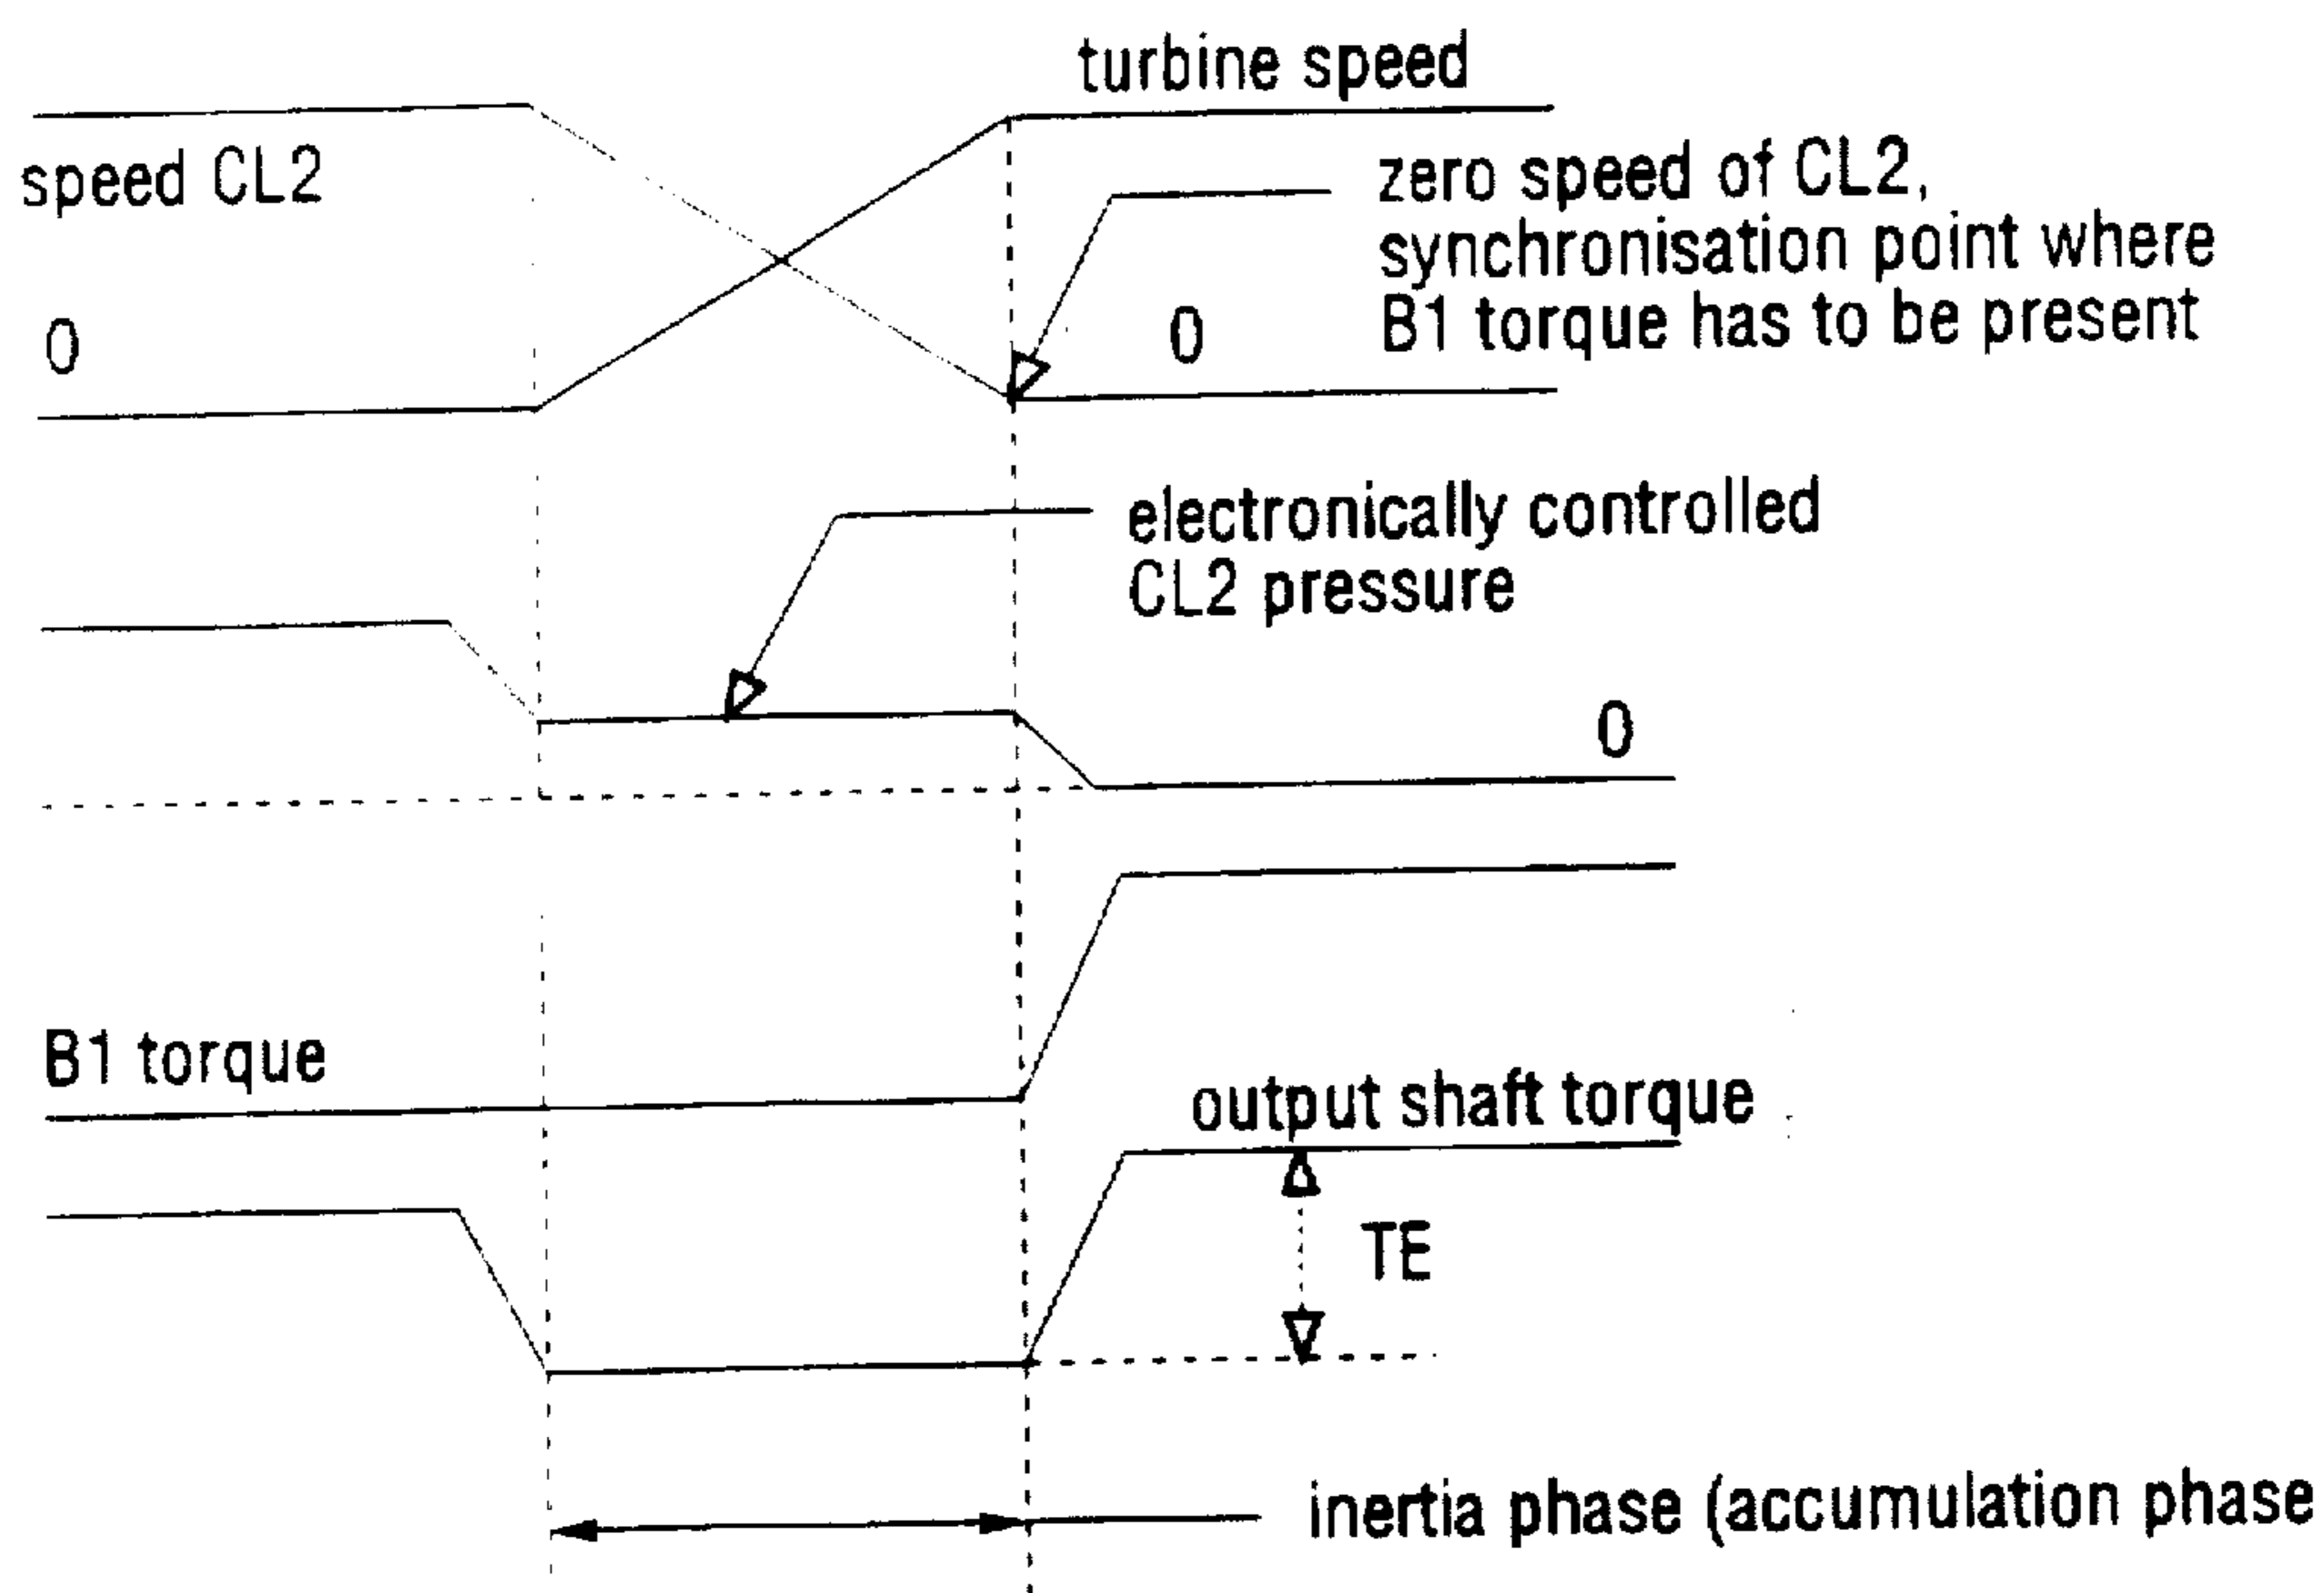 turbine speed
speed CL2
zero speed of CL2,
synchronisation point where
B1 torque has to be present
0
0
electronically controlled
CL2 pressure
0
B1 torque
output shaft torque
TE
inertia phase (accumulation phase